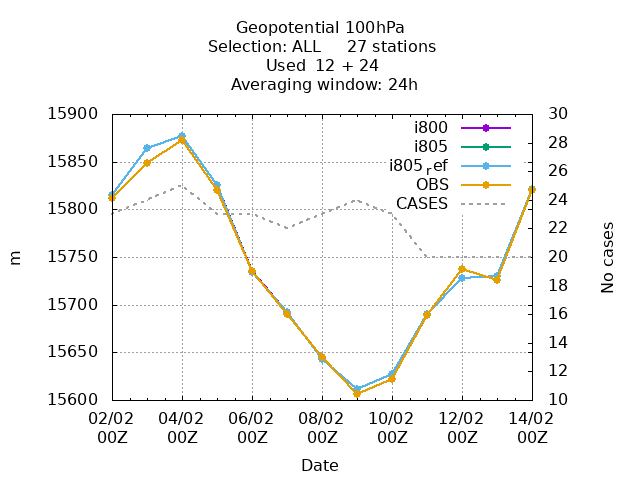 Geopotential 100hPa
Selection: ALL     27 stations
Used  12 + 24
Averaging window: 24h
15900
15850
15800
15750
15700
15650
15600
m
30
28
26
24
22
20
18
16
14
12
10
No cases
i800
i805
i805ref
OBS
CASES
02/02 04/02 06/02 08/02 10/02 12/02 14/02
00Z 00Z 00Z 00Z 00Z 00Z 00Z
Date